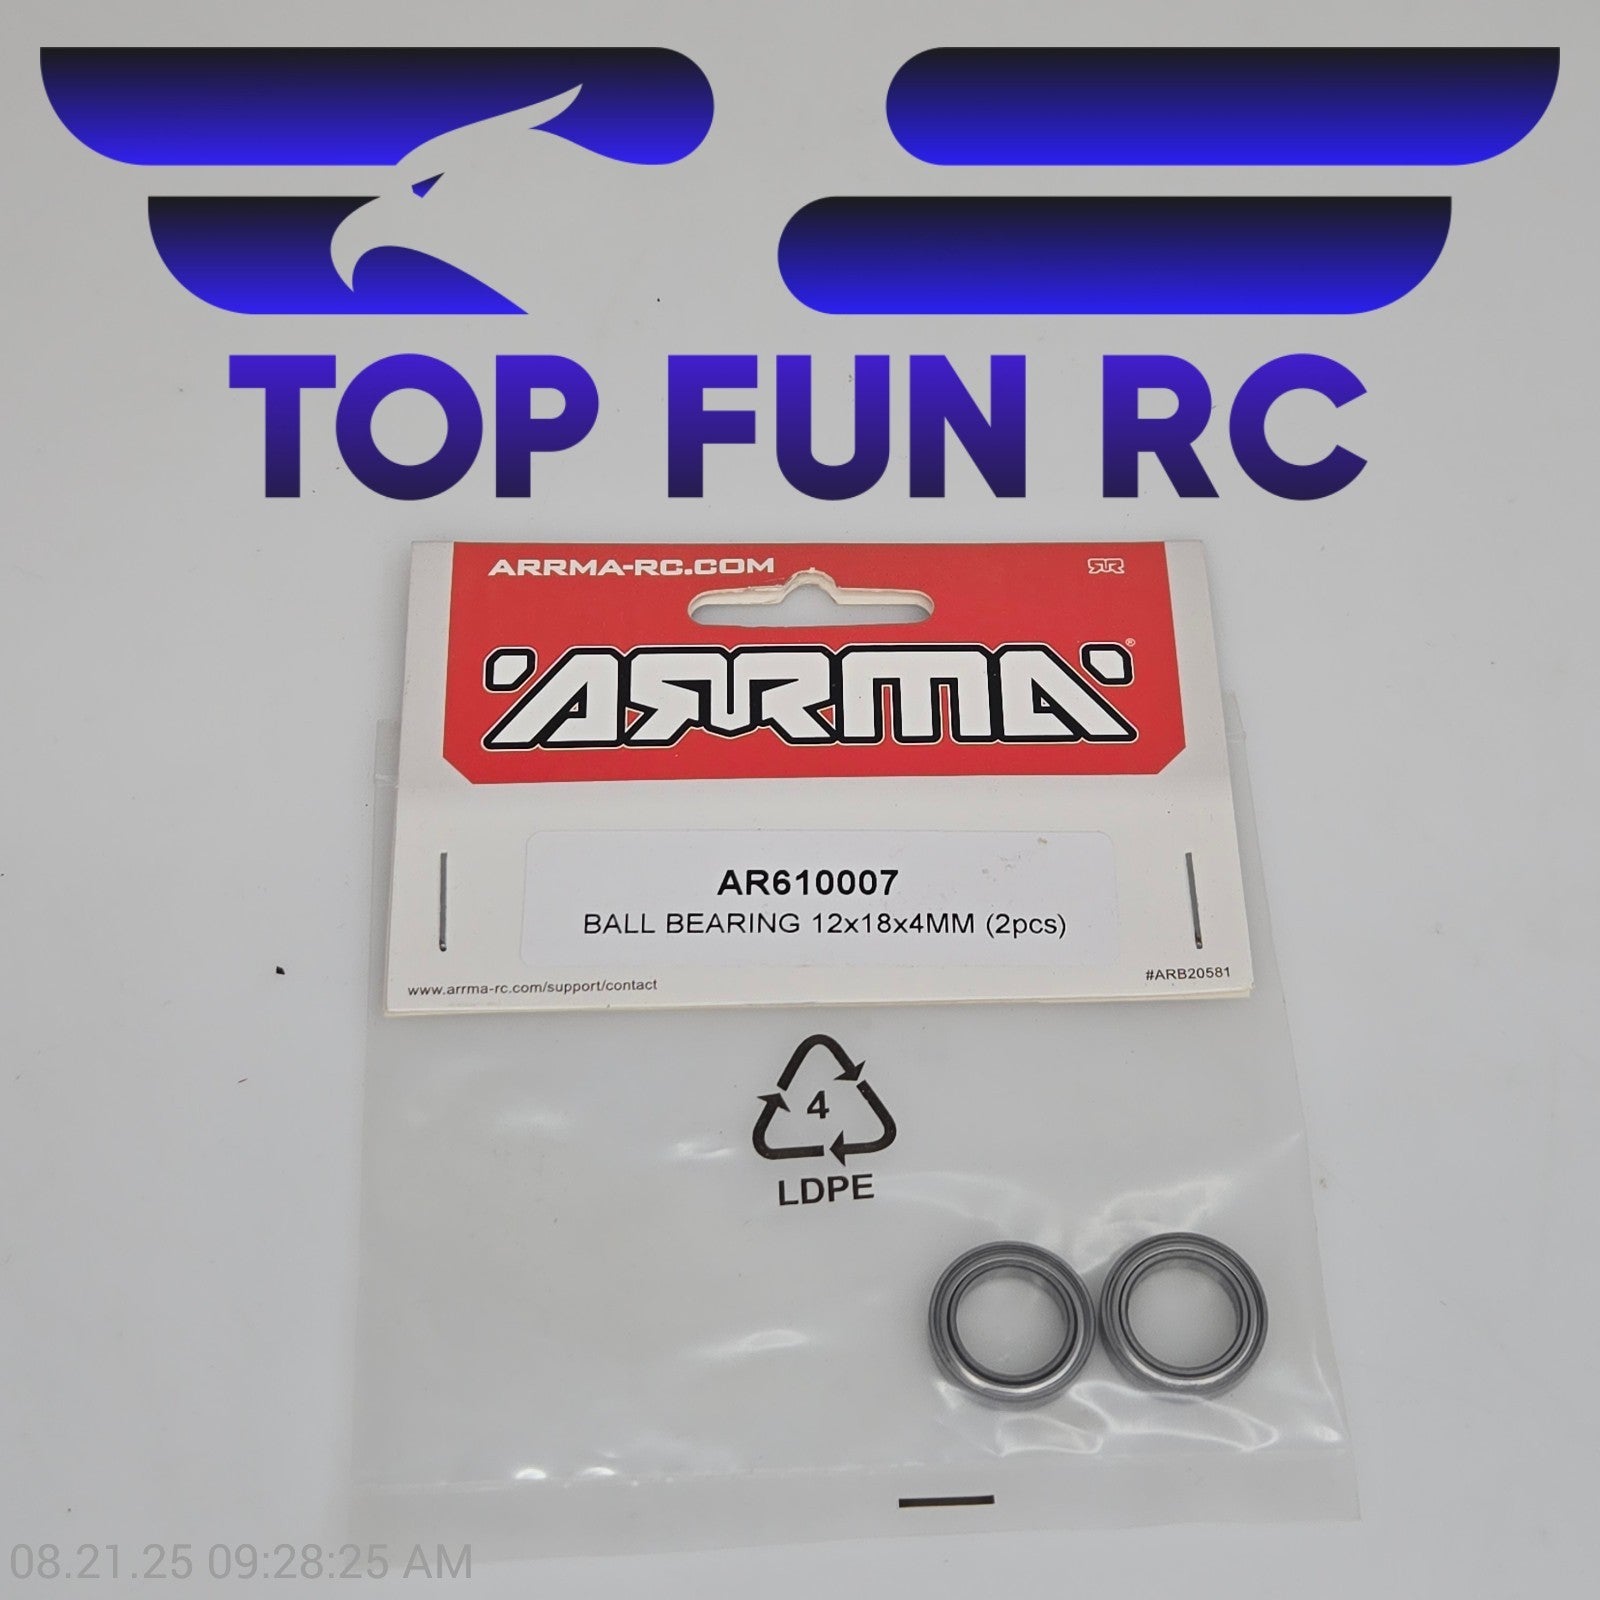 TOP FUN RC
ARRMA-RC.COM
ARRMA®
AR610007
BALL BEARING 12x18x4MM (2pcs)
www.arrma-rc.com/support/contact
#ARB20581
4
LDPE
08.21.25 09:28:25 AM